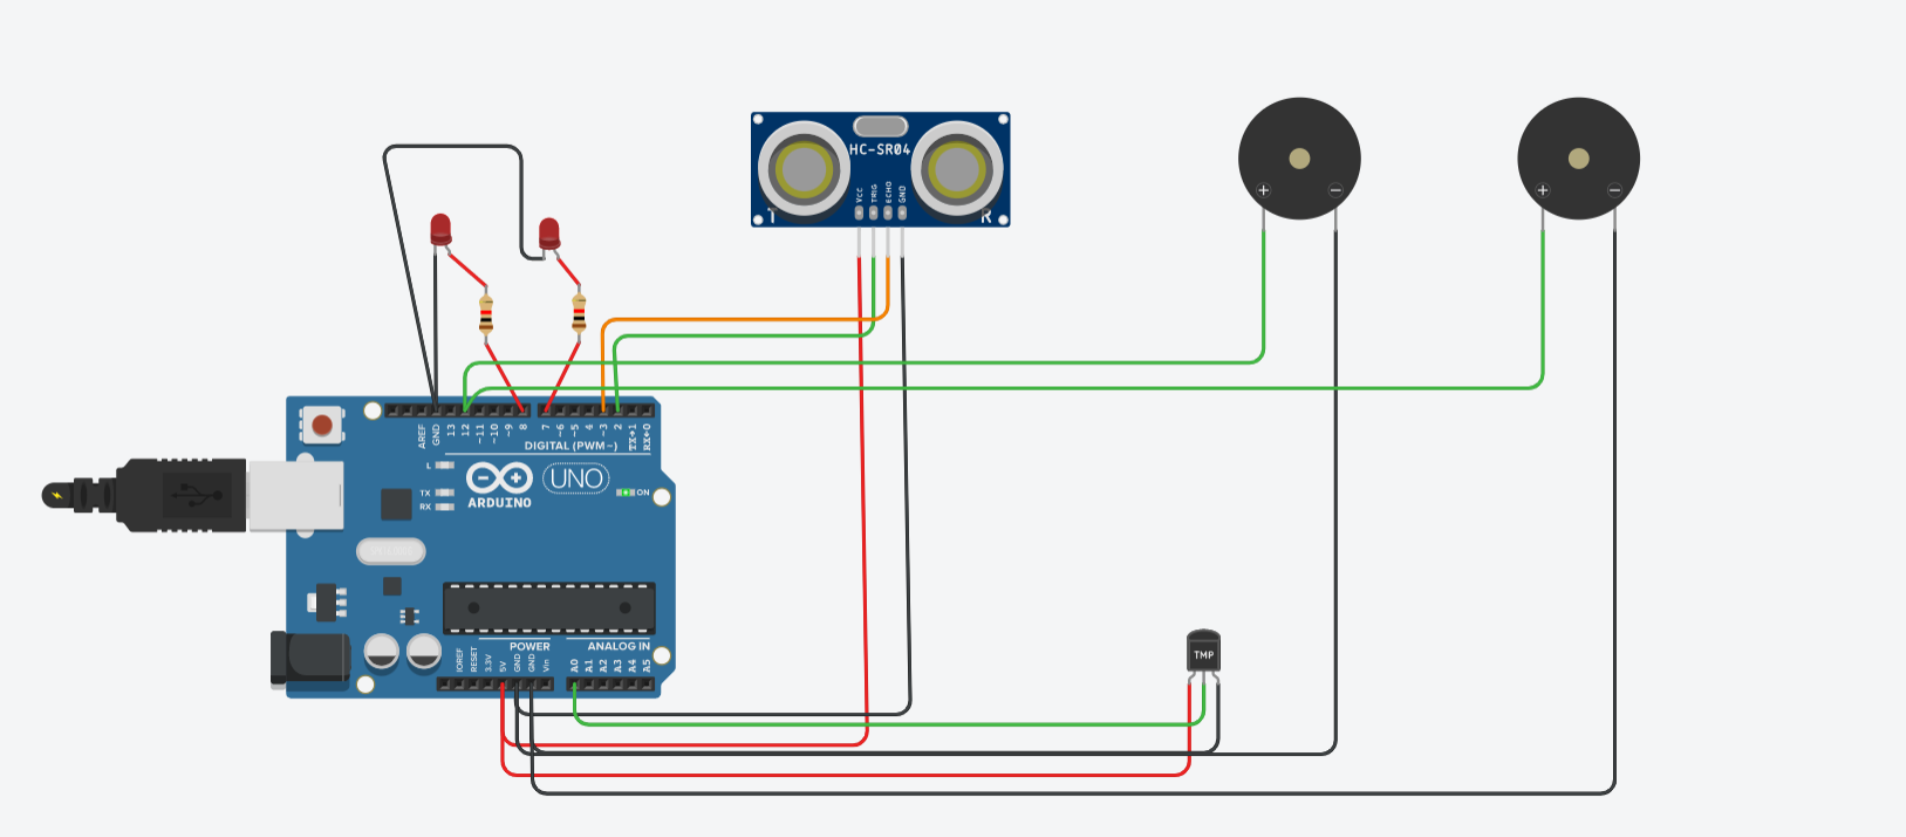 HC-SR04
VCC
TRIG
ECHO
GND
T
R
+
−
+
−
AREF
GND
13
12
~11
~10
~9
8
7
~6
~5
4
~3
2
TX→1
RX←0
DIGITAL (PWM~)
L
TX
RX
UNO
ARDUINO
ON
POWER
ANALOG IN
IOREF
RESET
3.3V
5V
GND
GND
Vin
A0
A1
A2
A3
A4
A5
TMP